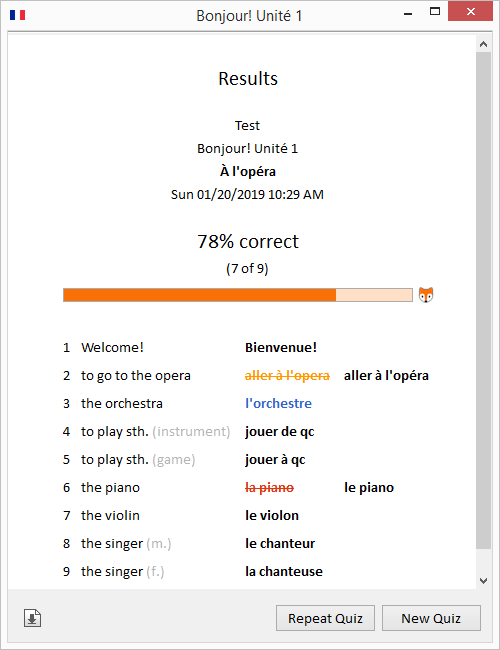 Bonjour! Unité 1
Results
Test
Bonjour! Unité 1
À l'opéra
Sun 01/20/2019 10:29 AM
78% correct
(7 of 9)
1 Welcome! Bienvenue!
2 to go to the opera aller à l'opera aller à l'opéra
3 the orchestra l'orchestre
4 to play sth. (instrument) jouer de qc
5 to play sth. (game) jouer à qc
6 the piano la piano le piano
7 the violin le violon
8 the singer (m.) le chanteur
9 the singer (f.) la chanteuse
Repeat Quiz New Quiz